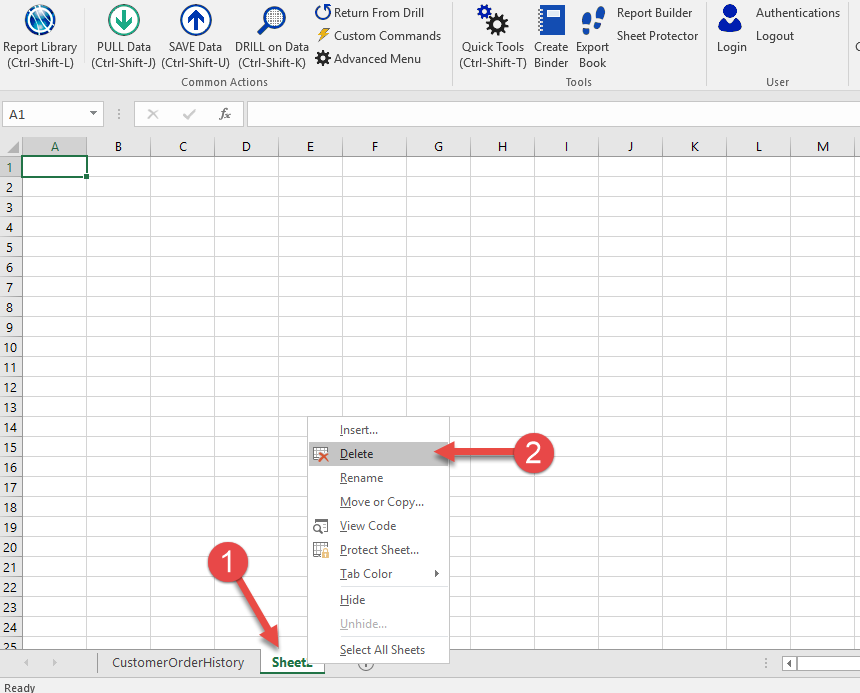 Report Library
(Ctrl-Shift-L)
PULL Data
(Ctrl-Shift-J)
SAVE Data
(Ctrl-Shift-U)
DRILL on Data
(Ctrl-Shift-K)
Return From Drill
Custom Commands
Advanced Menu
Common Actions
Quick Tools
(Ctrl-Shift-T)
Create
Binder
Export
Book
Report Builder
Sheet Protector
Tools
Login
Authentications
Logout
User
A1
fx
A B C D E F G H I J K L M
1
2
3
4
5
6
7
8
9
10
11
12
13
14
15
16
17
18
19
20
21
22
23
24
25
Insert...
Delete
Rename
Move or Copy...
View Code
Protect Sheet...
Tab Color
Hide
Unhide...
Select All Sheets
1
2
CustomerOrderHistory
Sheet2
Ready